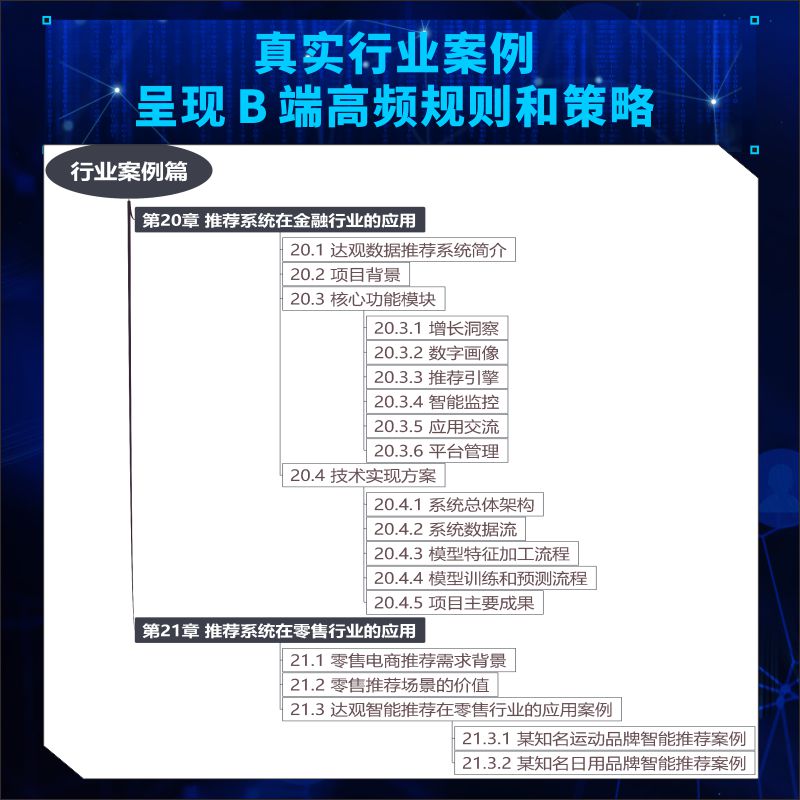 真实行业案例
呈现 B 端高频规则和策略
行业案例篇
第20章 推荐系统在金融行业的应用
20.1 达观数据推荐系统简介
20.2 项目背景
20.3 核心功能模块
20.3.1 增长洞察
20.3.2 数字画像
20.3.3 推荐引擎
20.3.4 智能监控
20.3.5 应用交流
20.3.6 平台管理
20.4 技术实现方案
20.4.1 系统总体架构
20.4.2 系统数据流
20.4.3 模型特征加工流程
20.4.4 模型训练和预测流程
20.4.5 项目主要成果
第21章 推荐系统在零售行业的应用
21.1 零售电商推荐需求背景
21.2 零售推荐场景的价值
21.3 达观智能推荐在零售行业的应用案例
21.3.1 某知名运动品牌智能推荐案例
21.3.2 某知名日用品牌智能推荐案例